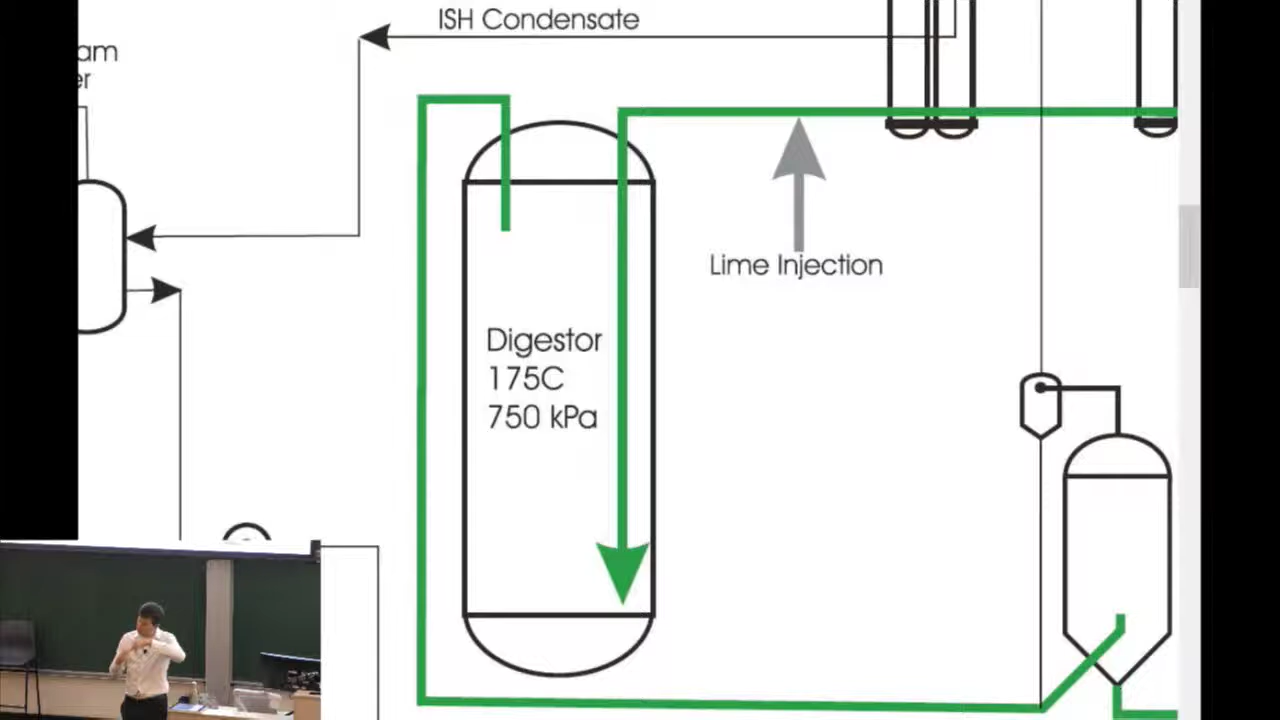 ISH Condensate
Lime Injection
Digestor
175C
750 kPa